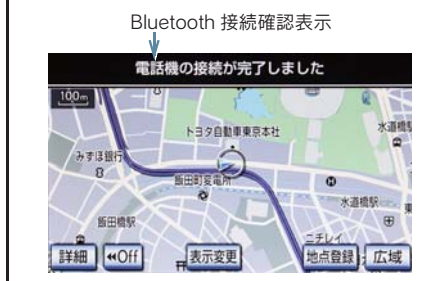 Bluetooth 接続確認表示
電話機の接続が完了しました
100m
トヨタ自動車東京本社
水道橋
みずほ銀行
飯田町変電所
水道橋駅
飯田橋駅
ニチレイ
詳細
◀◀Off
表示変更
地点登録
広域